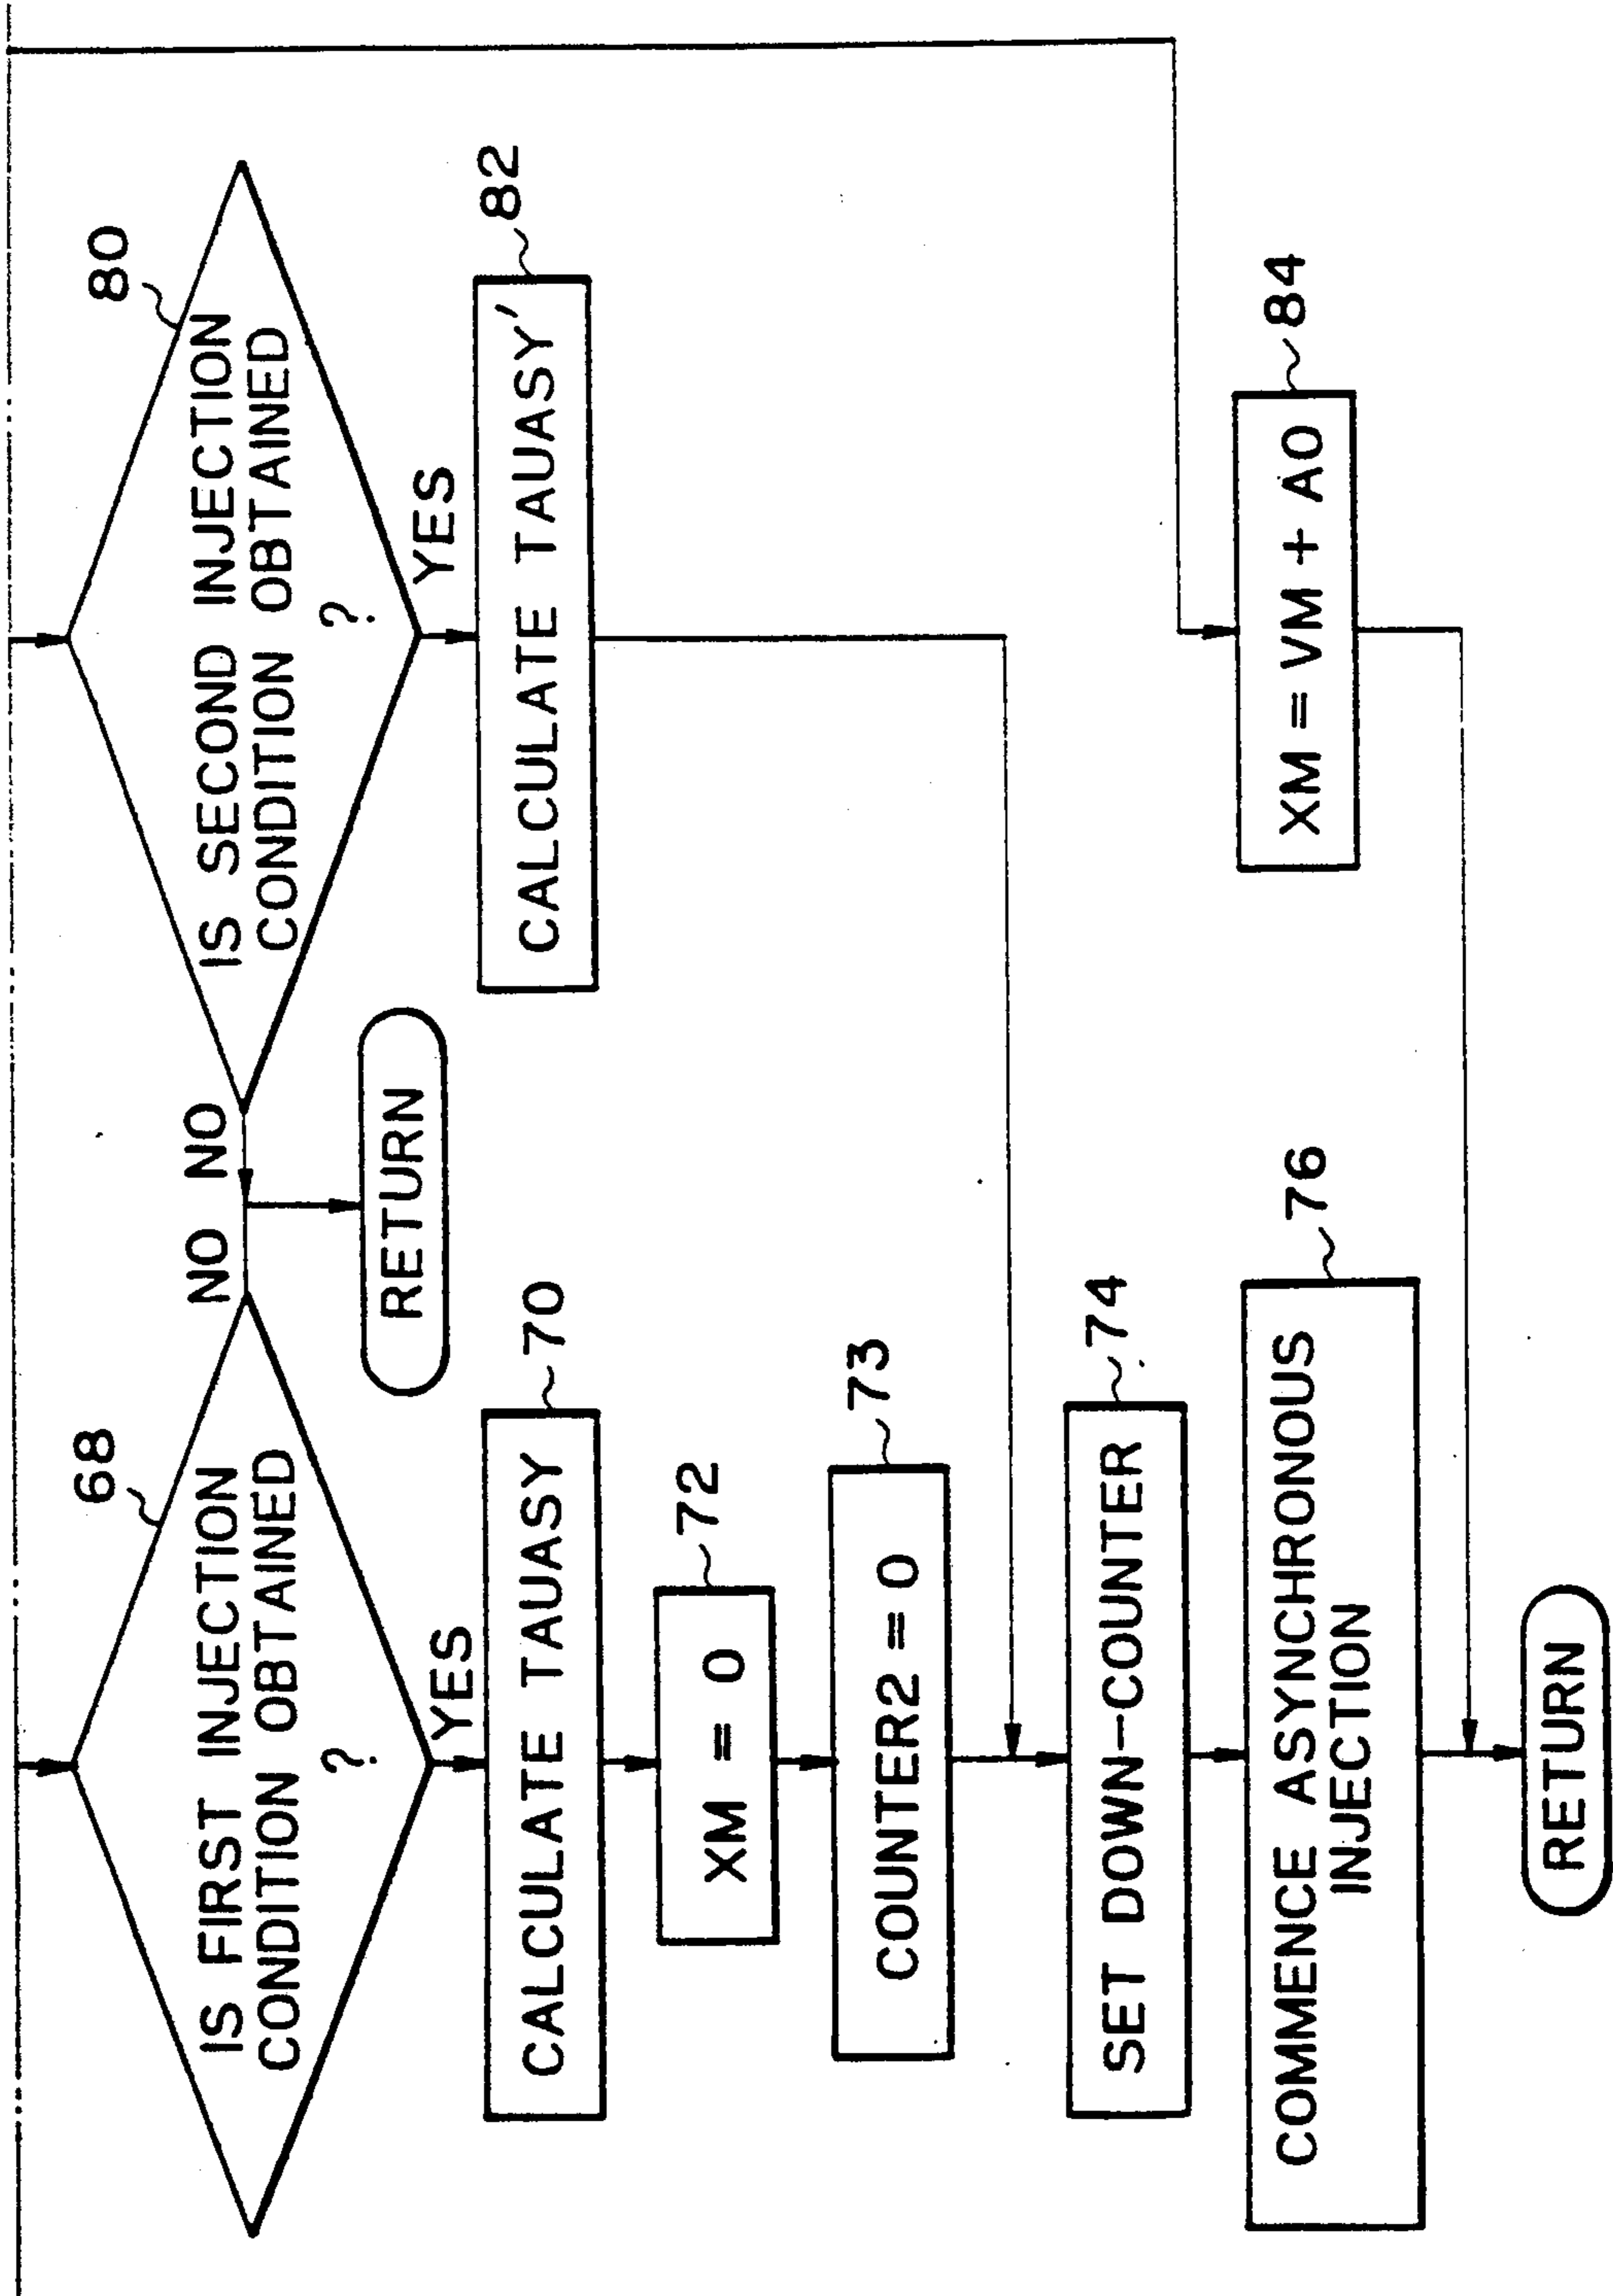 68
IS FIRST INJECTION
CONDITION OBTAINED
?
NO
NO
YES
RETURN
80
IS SECOND INJECTION
CONDITION OBTAINED
?
YES
CALCULATE TAUASY
70
CALCULATE TAUASY'
82
XM = 0
72
COUNTER2 = 0
73
SET DOWN-COUNTER
74
COMMENCE ASYNCHRONOUS
INJECTION
76
XM = VM + A0
84
RETURN